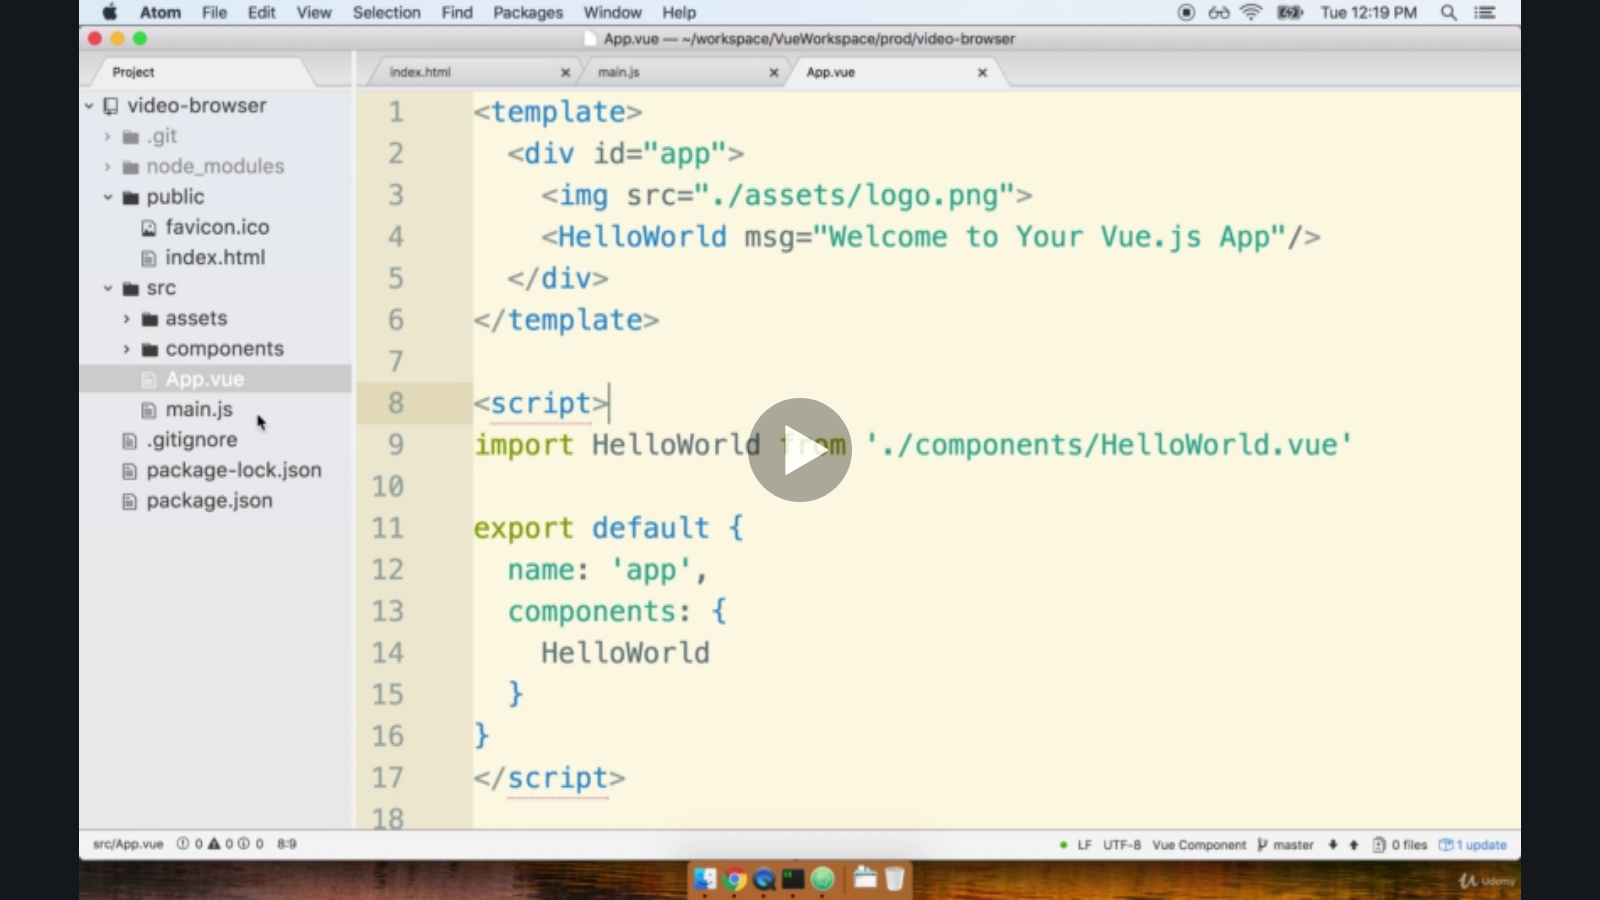 Atom File Edit View Selection Find Packages Window Help Tue 12:19 PM
App.vue — ~/workspace/VueWorkspace/prod/video-browser
Project
index.html
main.js
App.vue
video-browser
.git
node_modules
public
favicon.ico
index.html
src
assets
components
App.vue
main.js
.gitignore
package-lock.json
package.json
1 <template>
2 <div id="app">
3 <img src="./assets/logo.png">
4 <HelloWorld msg="Welcome to Your Vue.js App"/>
5 </div>
6 </template>
7
8 <script>
9 import HelloWorld from './components/HelloWorld.vue'
10
11 export default {
12 name: 'app',
13 components: {
14 HelloWorld
15 }
16 }
17 </script>
18
src/App.vue 0 0 0 8:9 LF UTF-8 Vue Component master 0 files 1 update
Udemy